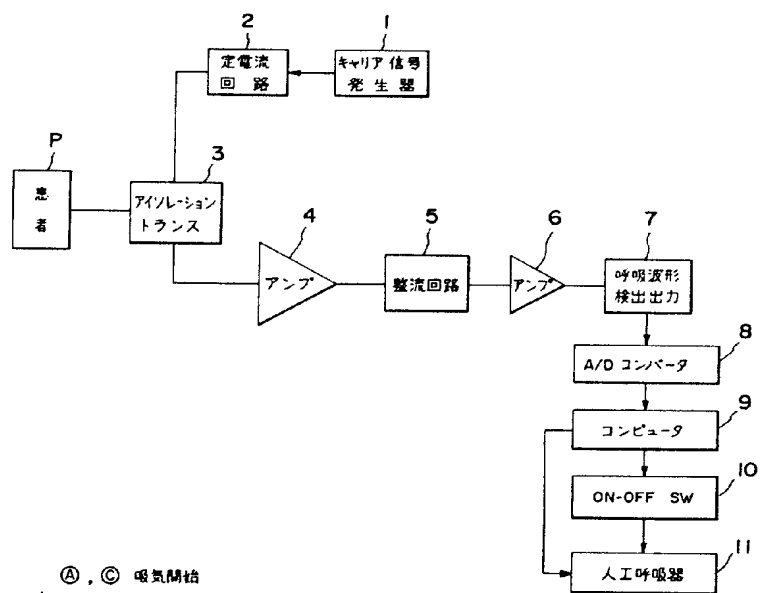 2
1
定電流
回路
キャリア信号
発生器
P
3
患
者
アイソレーション
トランス
4
5
6
7
アンプ
整流回路
アンプ
呼吸波形
検出出力
8
A/D コンバータ
9
コンピュータ
10
ON-OFF SW
11
人工呼吸器
Ⓐ , Ⓒ 吸気開始